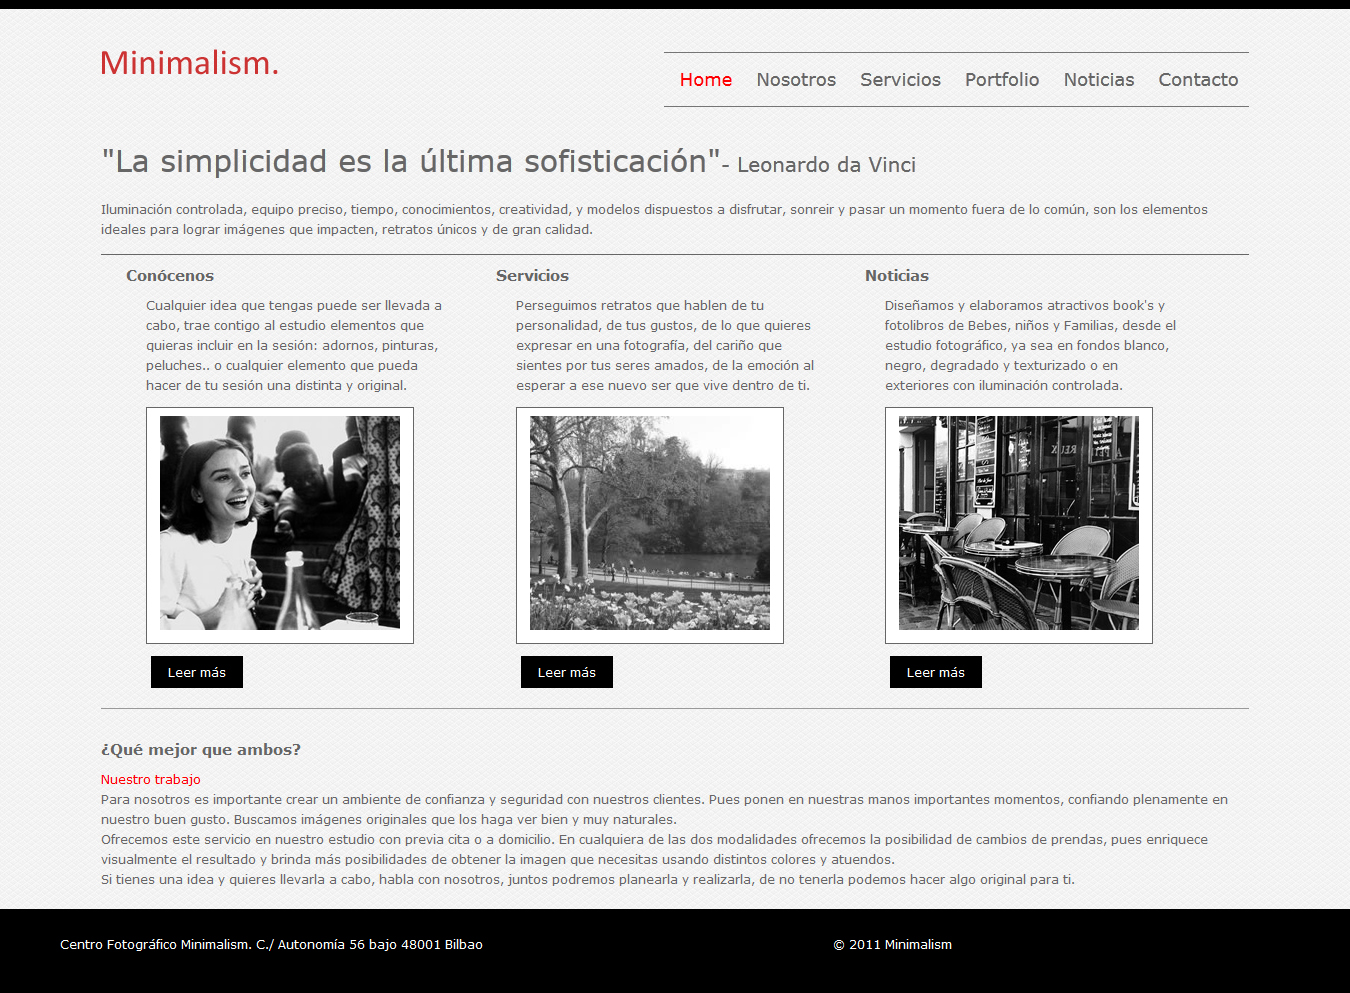 Minimalism.
Home Nosotros Servicios Portfolio Noticias Contacto
"La simplicidad es la última sofisticación"- Leonardo da Vinci
Iluminación controlada, equipo preciso, tiempo, conocimientos, creatividad, y modelos dispuestos a disfrutar, sonreir y pasar un momento fuera de lo común, son los elementos
ideales para lograr imágenes que impacten, retratos únicos y de gran calidad.
Conócenos
Cualquier idea que tengas puede ser llevada a
cabo, trae contigo al estudio elementos que
quieras incluir en la sesión: adornos, pinturas,
peluches.. o cualquier elemento que pueda
hacer de tu sesión una distinta y original.
Leer más
Servicios
Perseguimos retratos que hablen de tu
personalidad, de tus gustos, de lo que quieres
expresar en una fotografía, del cariño que
sientes por tus seres amados, de la emoción al
esperar a ese nuevo ser que vive dentro de ti.
Leer más
Noticias
Diseñamos y elaboramos atractivos book's y
fotolibros de Bebes, niños y Familias, desde el
estudio fotográfico, ya sea en fondos blanco,
negro, degradado y texturizado o en
exteriores con iluminación controlada.
Leer más
¿Qué mejor que ambos?
Nuestro trabajo
Para nosotros es importante crear un ambiente de confianza y seguridad con nuestros clientes. Pues ponen en nuestras manos importantes momentos, confiando plenamente en
nuestro buen gusto. Buscamos imágenes originales que los haga ver bien y muy naturales.
Ofrecemos este servicio en nuestro estudio con previa cita o a domicilio. En cualquiera de las dos modalidades ofrecemos la posibilidad de cambios de prendas, pues enriquece
visualmente el resultado y brinda más posibilidades de obtener la imagen que necesitas usando distintos colores y atuendos.
Si tienes una idea y quieres llevarla a cabo, habla con nosotros, juntos podremos planearla y realizarla, de no tenerla podemos hacer algo original para ti.
Centro Fotográfico Minimalism. C./ Autonomía 56 bajo 48001 Bilbao
© 2011 Minimalism